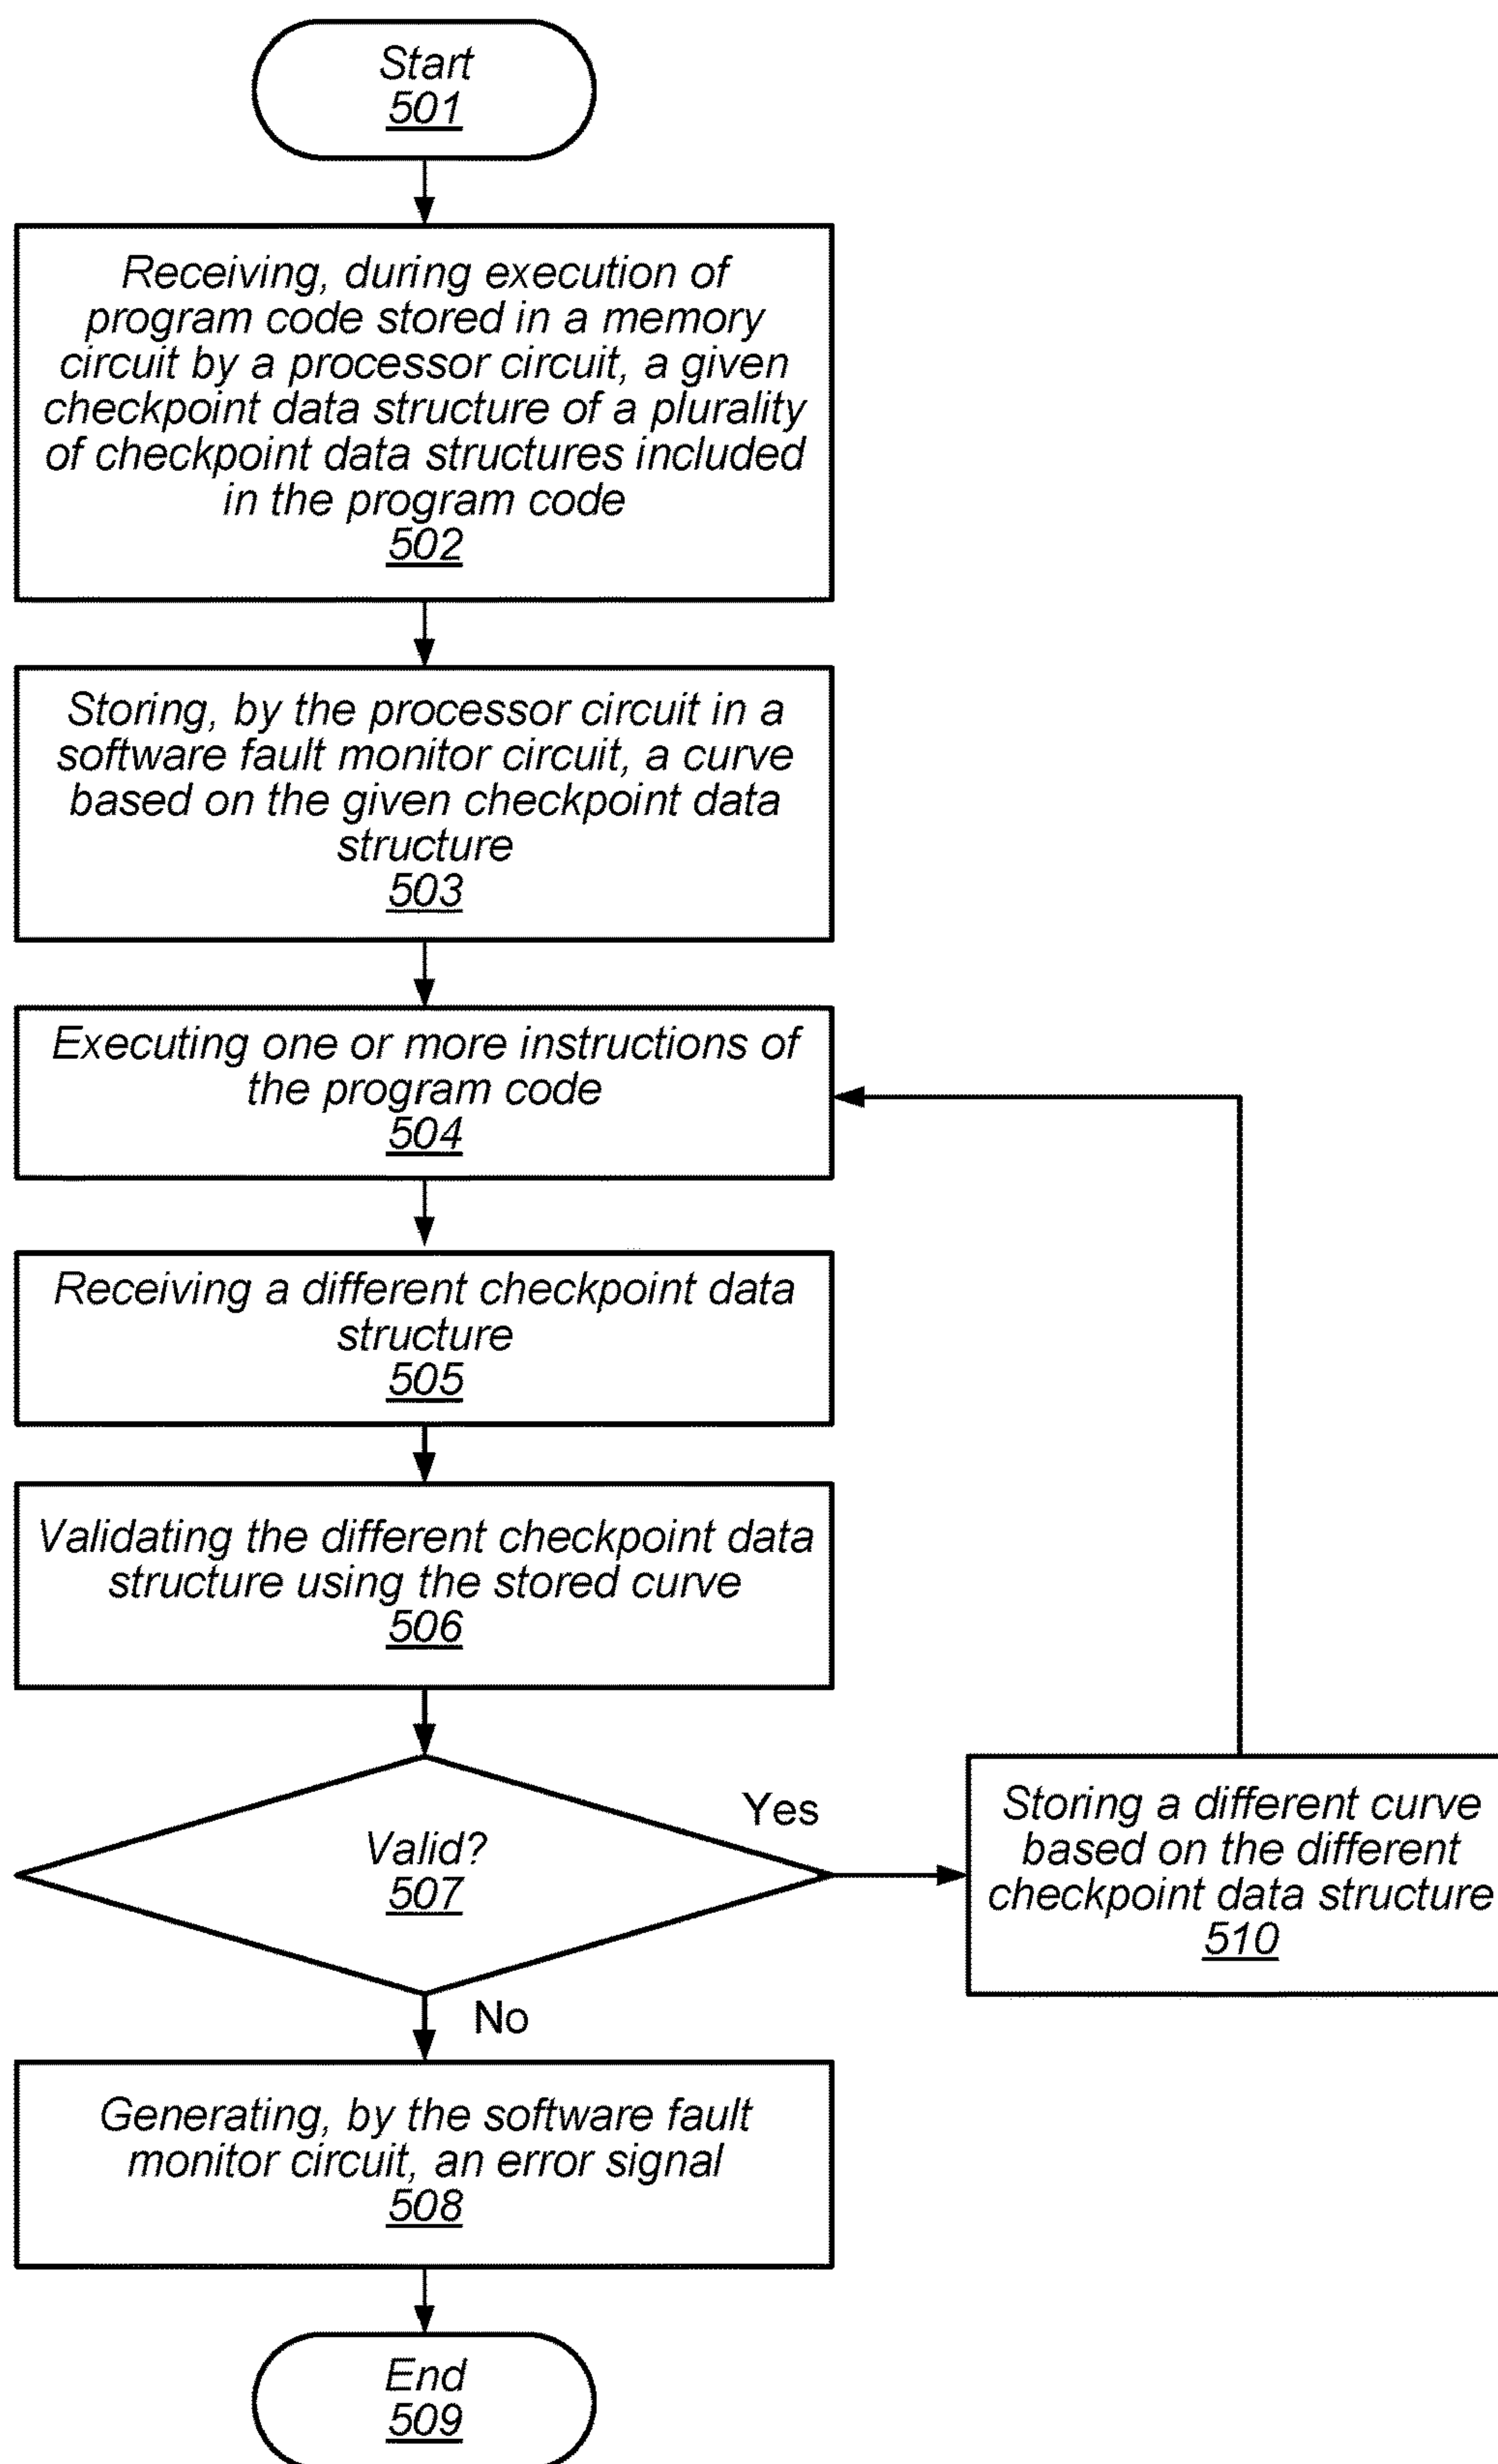 Start
501
Receiving, during execution of
program code stored in a memory
circuit by a processor circuit, a given
checkpoint data structure of a plurality
of checkpoint data structures included
in the program code
502
Storing, by the processor circuit in a
software fault monitor circuit, a curve
based on the given checkpoint data
structure
503
Executing one or more instructions of
the program code
504
Receiving a different checkpoint data
structure
505
Validating the different checkpoint data
structure using the stored curve
506
Valid?
507
Yes
Storing a different curve
based on the different
checkpoint data structure
510
No
Generating, by the software fault
monitor circuit, an error signal
508
End
509